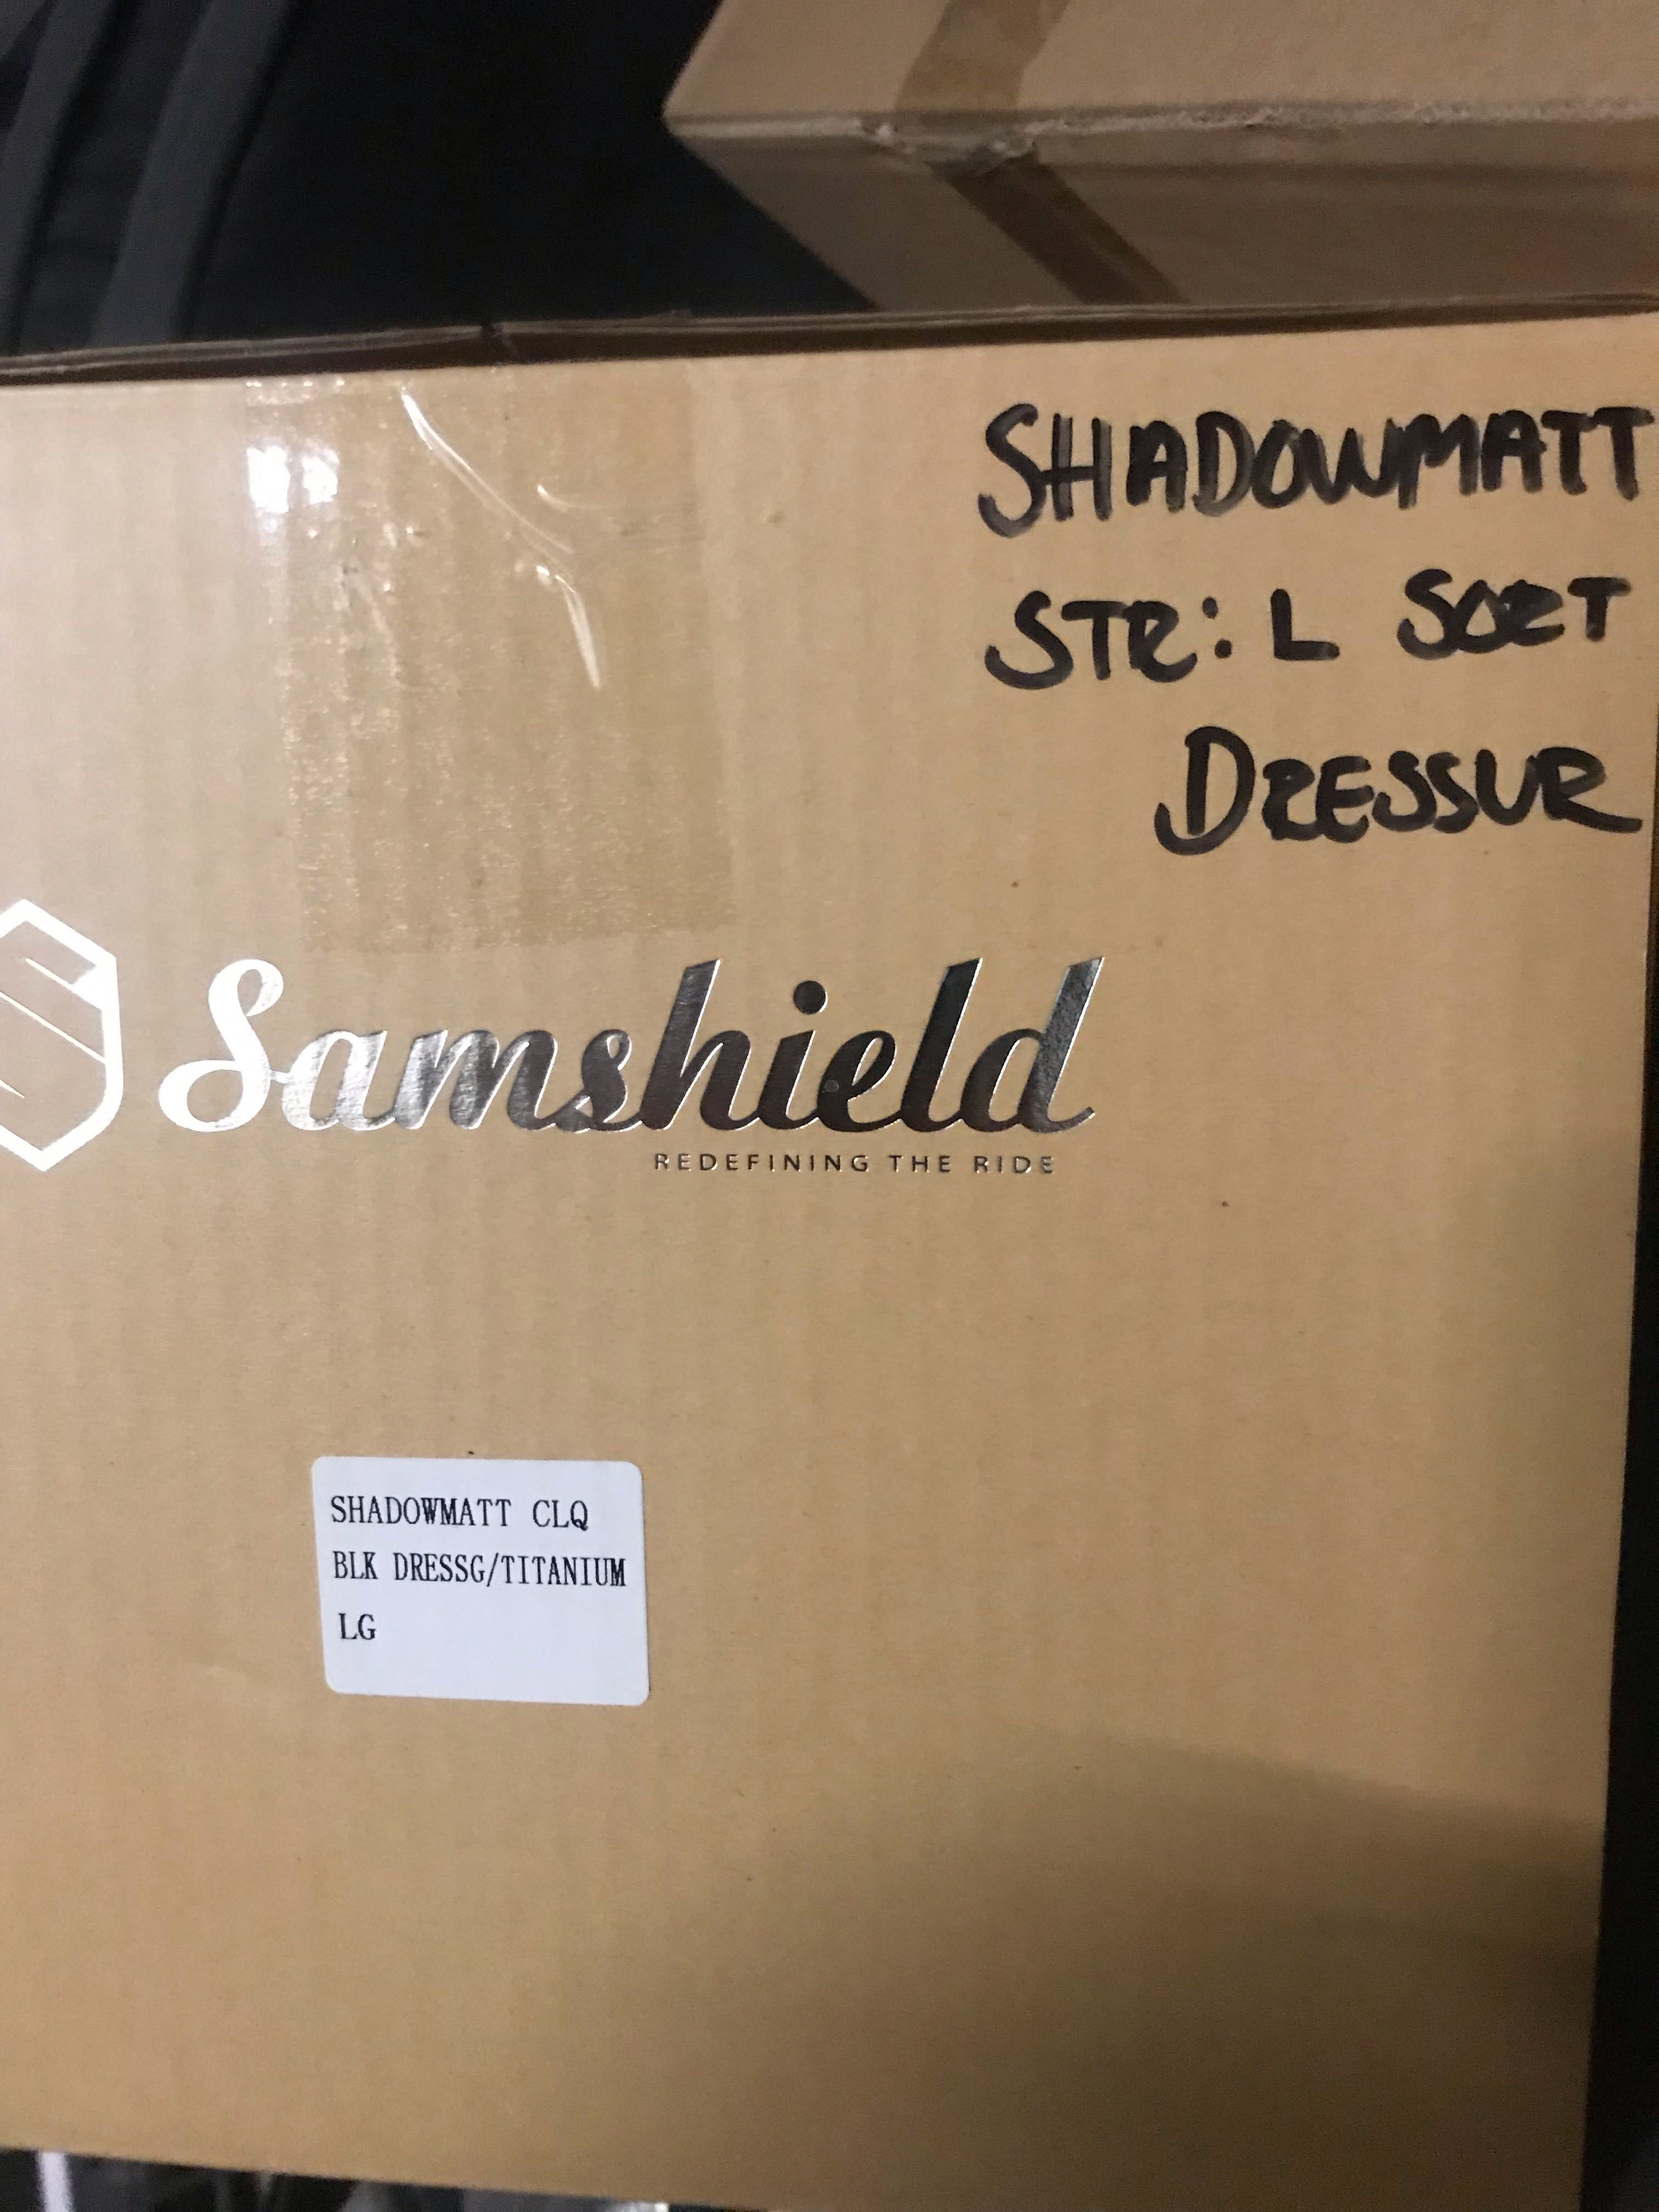 SHADOWMATT
STR: L SORT
DRESSUR
Samshield
REDEFINING THE RIDE
SHADOWMATT CLQ
BLK DRESSG/TITANIUM
LG